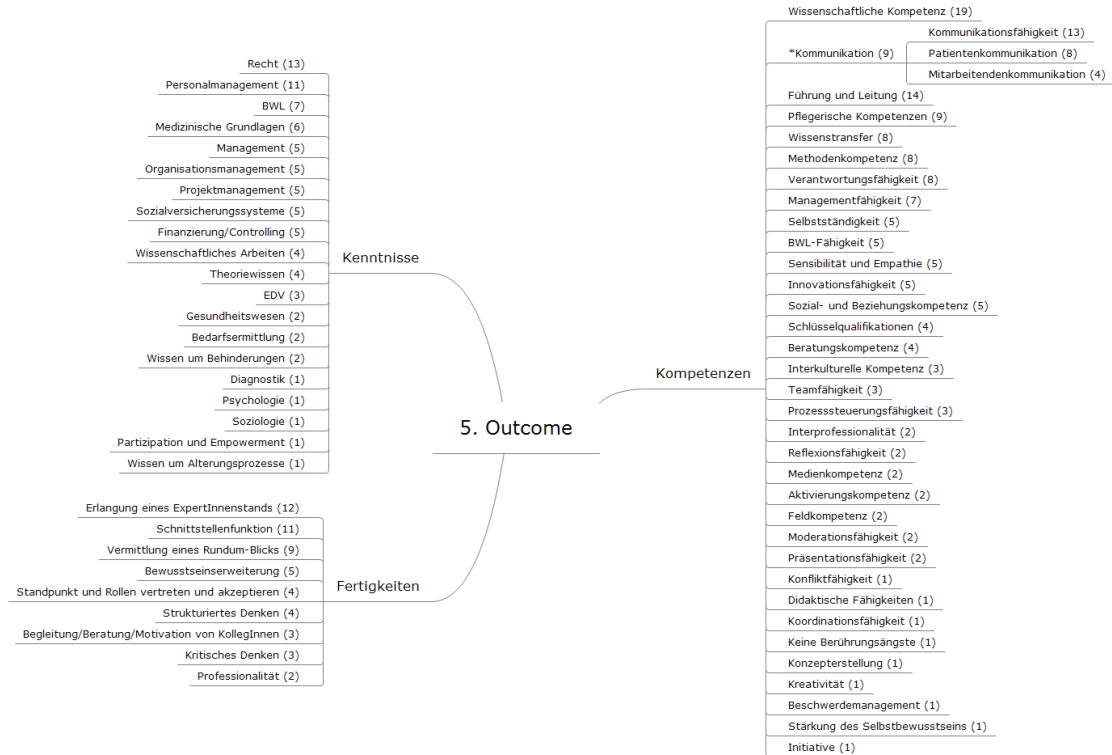 5. Outcome
Kenntnisse
Recht (13)
Personalmanagement (11)
BWL (7)
Medizinische Grundlagen (6)
Management (5)
Organisationsmanagement (5)
Projektmanagement (5)
Sozialversicherungssysteme (5)
Finanzierung/Controlling (5)
Wissenschaftliches Arbeiten (4)
Theoriewissen (4)
EDV (3)
Gesundheitswesen (2)
Bedarfsermittlung (2)
Wissen um Behinderungen (2)
Diagnostik (1)
Psychologie (1)
Soziologie (1)
Partizipation und Empowerment (1)
Wissen um Alterungsprozesse (1)
Fertigkeiten
Erlangung eines ExpertInnenstands (12)
Schnittstellenfunktion (11)
Vermittlung eines Rundum-Blicks (9)
Bewusstseinserweiterung (5)
Standpunkt und Rollen vertreten und akzeptieren (4)
Strukturiertes Denken (4)
Begleitung/Beratung/Motivation von KollegInnen (3)
Kritisches Denken (3)
Professionalität (2)
Kompetenzen
Wissenschaftliche Kompetenz (19)
*Kommunikation (9)
Kommunikationsfähigkeit (13)
Patientenkommunikation (8)
Mitarbeitendenkommunikation (4)
Führung und Leitung (14)
Pflegerische Kompetenzen (9)
Wissenstransfer (8)
Methodenkompetenz (8)
Verantwortungsfähigkeit (8)
Managementfähigkeit (7)
Selbstständigkeit (5)
BWL-Fähigkeit (5)
Sensibilität und Empathie (5)
Innovationsfähigkeit (5)
Sozial- und Beziehungskompetenz (5)
Schlüsselqualifikationen (4)
Beratungskompetenz (4)
Interkulturelle Kompetenz (3)
Teamfähigkeit (3)
Prozesssteuerungsfähigkeit (3)
Interprofessionalität (2)
Reflexionsfähigkeit (2)
Medienkompetenz (2)
Aktivierungskompetenz (2)
Feldkompetenz (2)
Moderationsfähigkeit (2)
Präsentationsfähigkeit (2)
Konfliktfähigkeit (1)
Didaktische Fähigkeiten (1)
Koordinationsfähigkeit (1)
Keine Berührungsängste (1)
Konzepterstellung (1)
Kreativität (1)
Beschwerdemanagement (1)
Stärkung des Selbstbewusstseins (1)
Initiative (1)